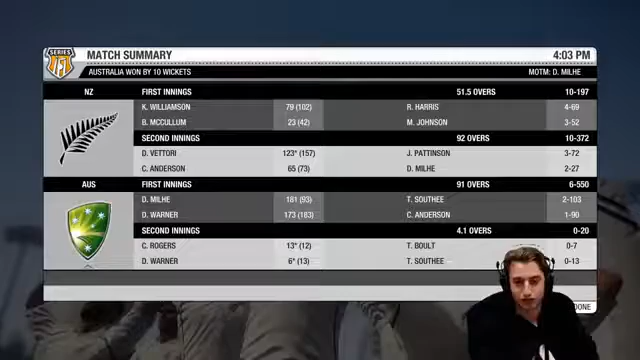 SERIES
MATCH SUMMARY 4:03 PM
AUSTRALIA WON BY 10 WICKETS MOTM: D. MILHE
NZ FIRST INNINGS 51.5 OVERS 10-197
K. WILLIAMSON 79 (102) R. HARRIS 4-69
B. MCCULLUM 23 (42) M. JOHNSON 3-52
SECOND INNINGS 92 OVERS 10-372
D. VETTORI 123* (157) J. PATTINSON 3-72
C. ANDERSON 65 (73) D. MILHE 2-27
AUS FIRST INNINGS 91 OVERS 6-550
D. MILHE 181 (93) T. SOUTHEE 2-103
D. WARNER 173 (183) C. ANDERSON 1-90
SECOND INNINGS 4.1 OVERS 0-20
C. ROGERS 13* (12) T. BOULT 0-7
D. WARNER 6* (13) T. SOUTHEE 0-13
DONE